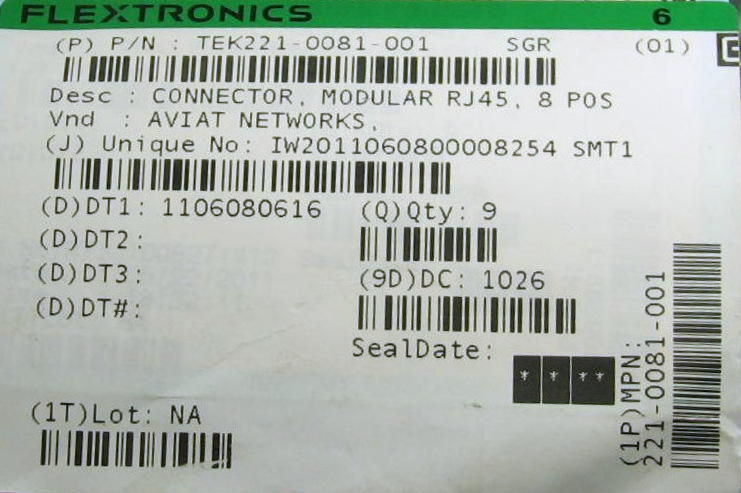 FLEXTRONICS 6
(P) P/N : TEK221-0081-001 SGR (01)
Desc : CONNECTOR, MODULAR RJ45, 8 POS
Vnd : AVIAT NETWORKS,
(J) Unique No: IW2011060800008254 SMT1
(D)DT1: 1106080616 (Q)Qty: 9
(D)DT2:
(D)DT3: (9D)DC: 1026
(D)DT#:
SealDate:
* * * *
(1T)Lot: NA
(1P)MPN:
221-0081-001